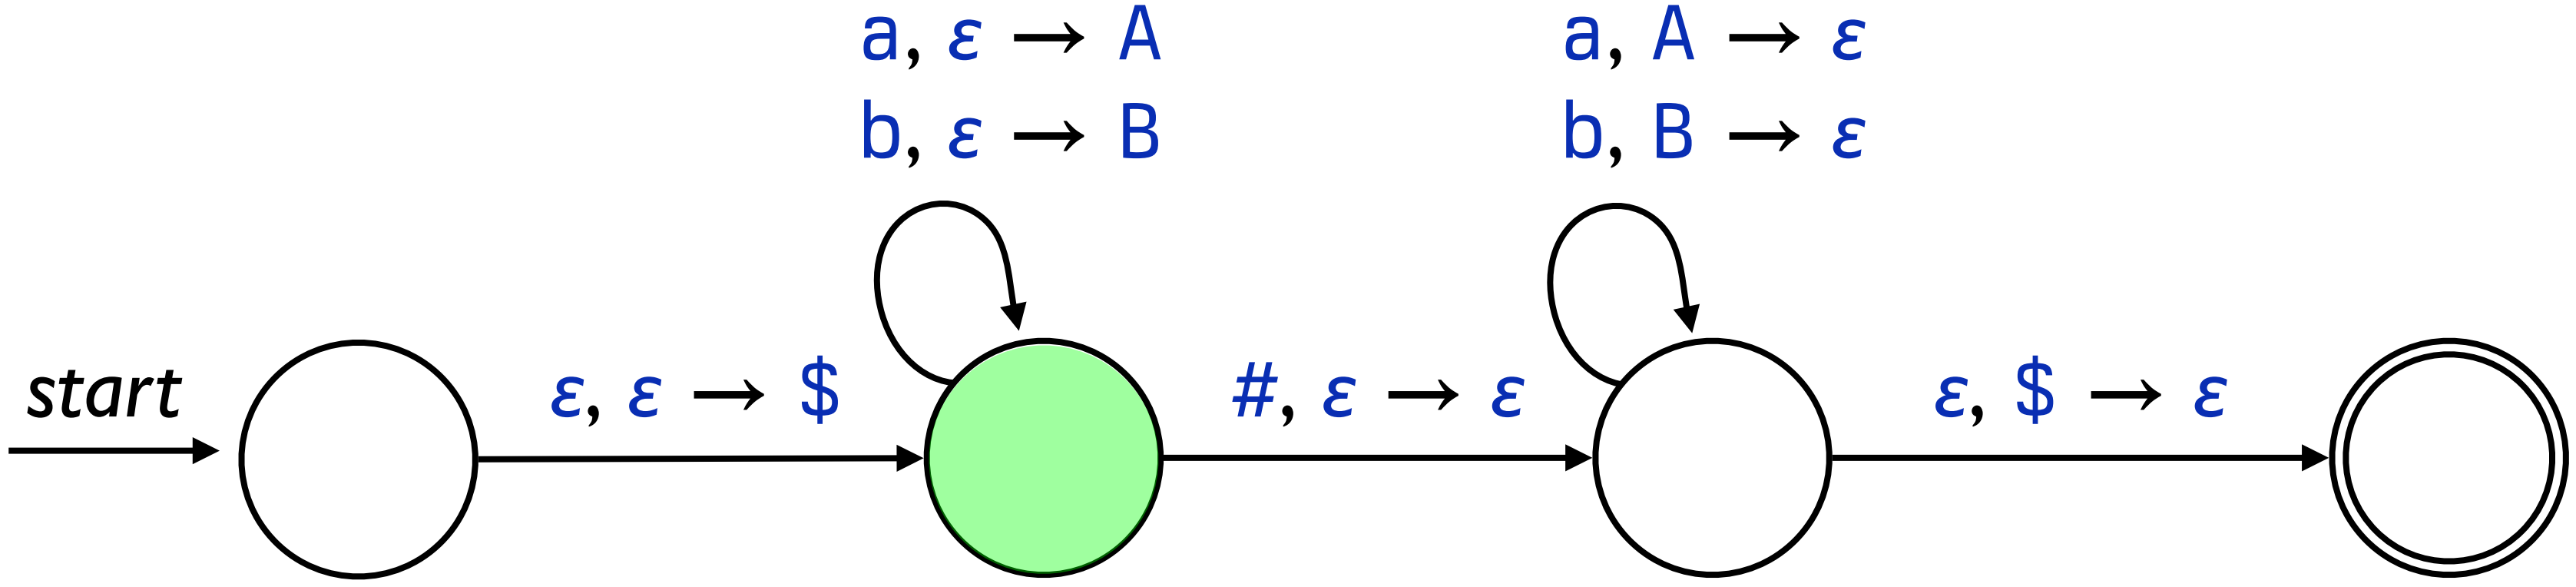 a, ε → A
b, ε → B
a, A → ε
b, B → ε
start
ε, ε → $
#, ε → ε
ε, $ → ε